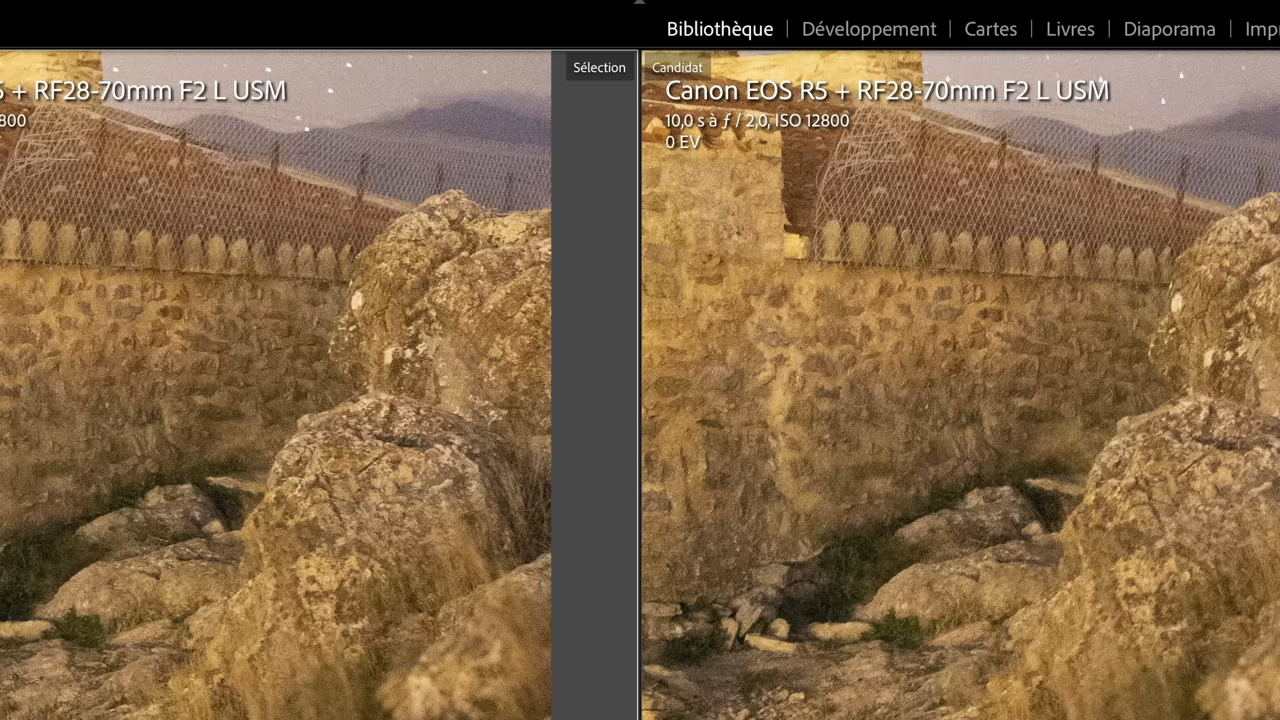 Bibliothèque | Développement | Cartes | Livres | Diaporama | Imp
Sélection
+ RF28-70mm F2 L USM
800
Candidat
Canon EOS R5 + RF28-70mm F2 L USM
10,0 s à ƒ / 2,0, ISO 12800
0 EV